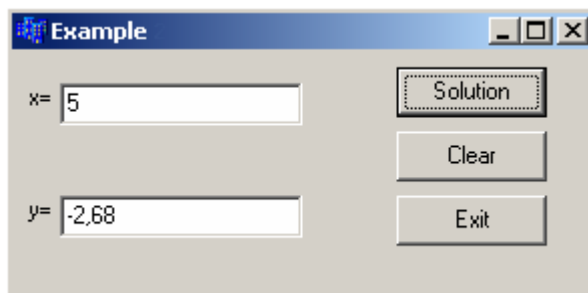 Example
x= 5
Solution
Clear
y= -2,68
Exit